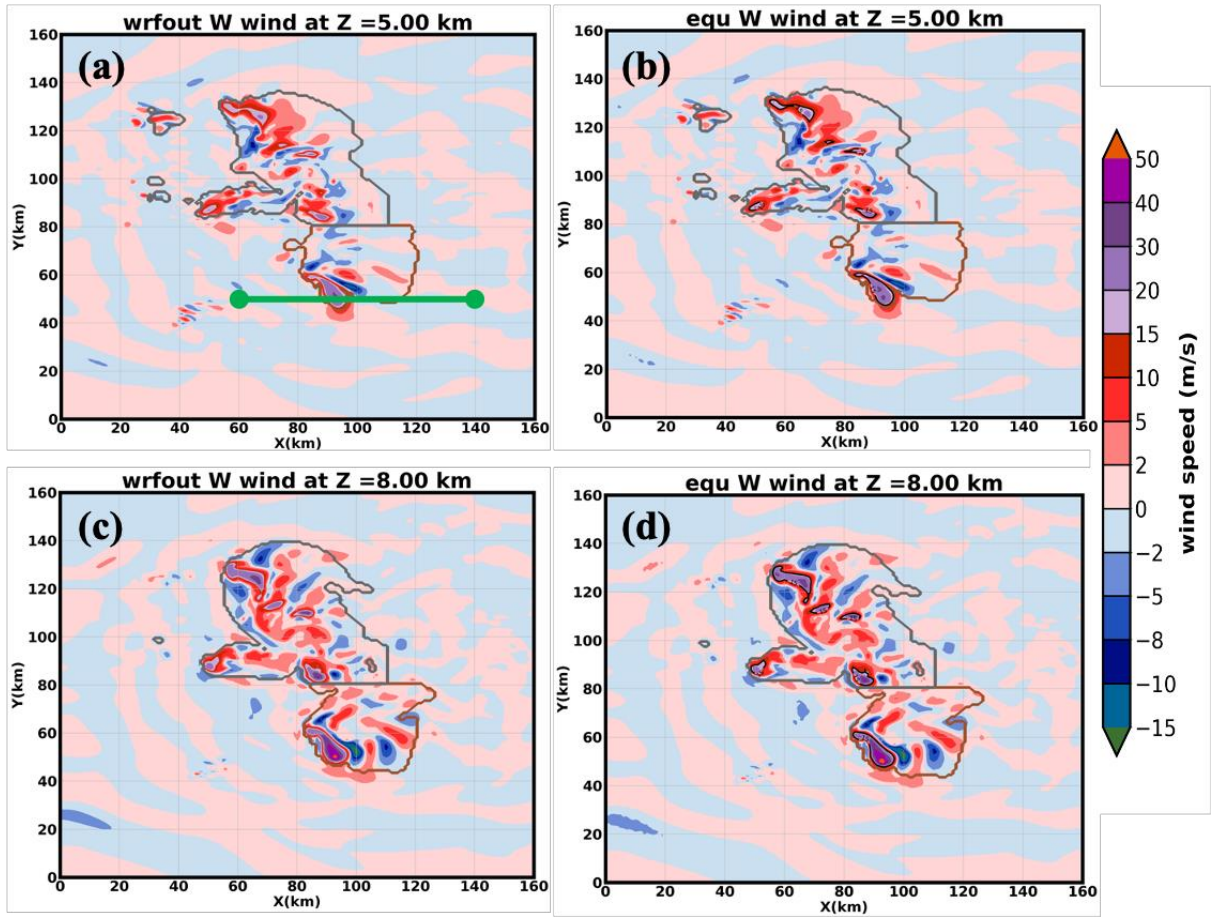 wrfout W wind at Z =5.00 km
(a)
160
140
120
100
80
60
40
20
0
Y(km)
0 20 40 60 80 100 120 140 160
X(km)
equ W wind at Z =5.00 km
(b)
160
140
120
100
80
60
40
20
0
Y(km)
0 20 40 60 80 100 120 140 160
X(km)
wrfout W wind at Z =8.00 km
(c)
160
140
120
100
80
60
40
20
0
Y(km)
0 20 40 60 80 100 120 140 160
X(km)
equ W wind at Z =8.00 km
(d)
160
140
120
100
80
60
40
20
0
Y(km)
0 20 40 60 80 100 120 140 160
X(km)
50
40
30
20
15
10
5
2
0
−2
−5
−8
−10
−15
wind speed (m/s)